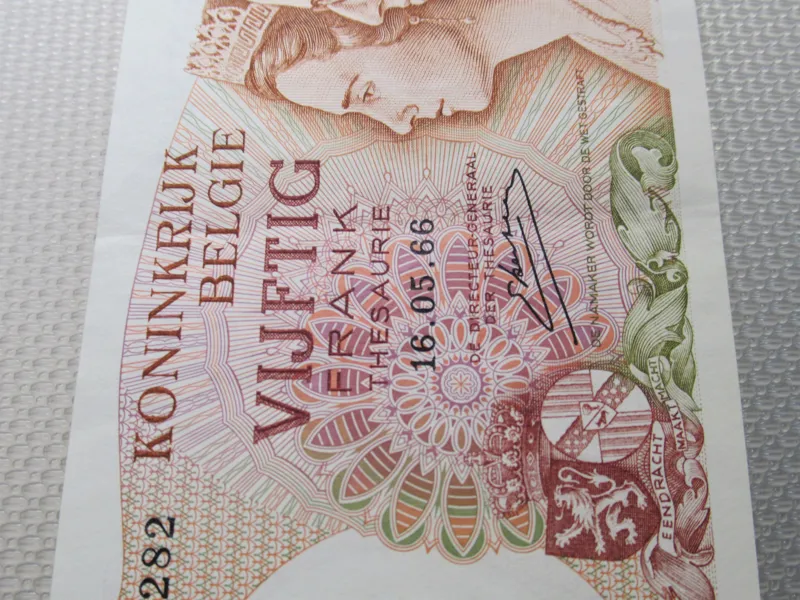 KONINKRIJK
BELGIE
VIJFTIG
FRANK
THESAURIE
16.05.66
DE DIRECTEUR-GENERAAL
DER THESAURIE
DE NAMAKER WORDT DOOR DE WET GESTRAFT
EENDRACHT
MAAKT MACHT
282